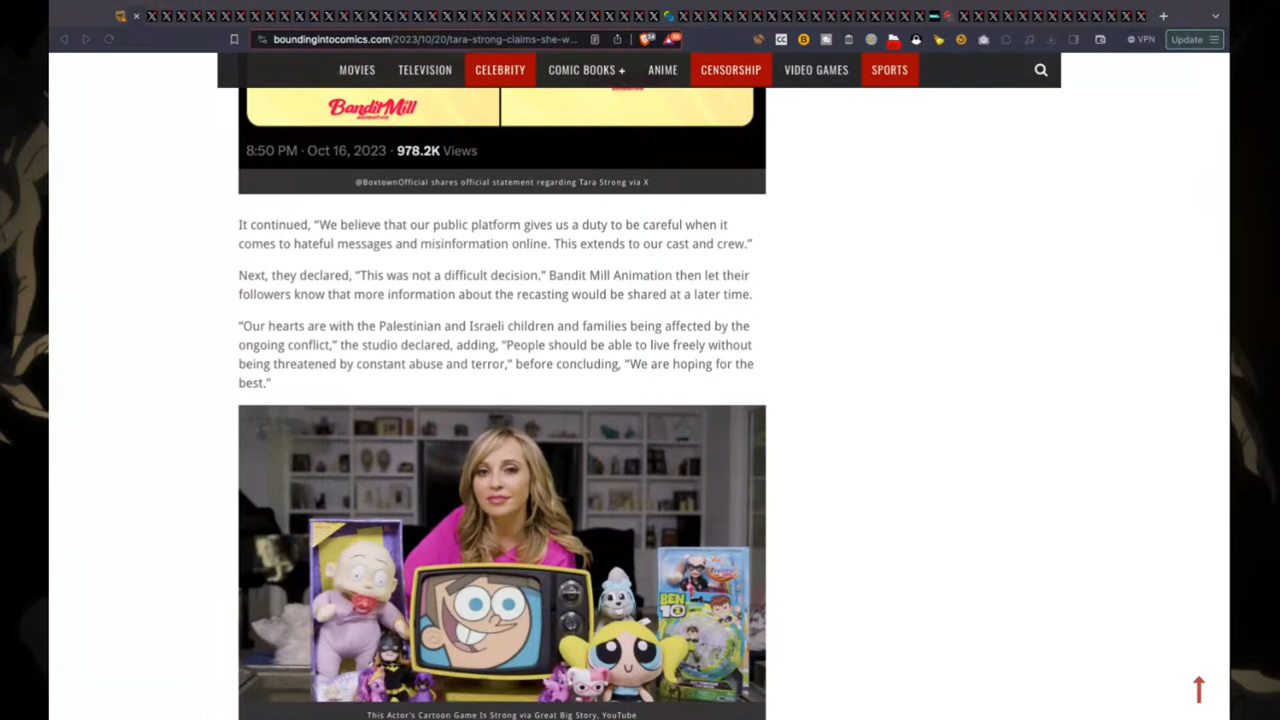 boundingintocomics.com/2023/10/20/tara-strong-claims-she-w...
VPN
Update
MOVIES
TELEVISION
CELEBRITY
COMIC BOOKS +
ANIME
CENSORSHIP
VIDEO GAMES
SPORTS
BanditMill
animation
8:50 PM · Oct 16, 2023 · 978.2K Views
@BoxtownOfficial shares official statement regarding Tara Strong via X
It continued, “We believe that our public platform gives us a duty to be careful when it
comes to hateful messages and misinformation online. This extends to our cast and crew.”
Next, they declared, “This was not a difficult decision.” Bandit Mill Animation then let their
followers know that more information about the recasting would be shared at a later time.
“Our hearts are with the Palestinian and Israeli children and families being affected by the
ongoing conflict,” the studio declared, adding, “People should be able to live freely without
being threatened by constant abuse and terror,” before concluding, “We are hoping for the
best.”
BEN
10
This Actor's Cartoon Game Is Strong via Great Big Story, YouTube